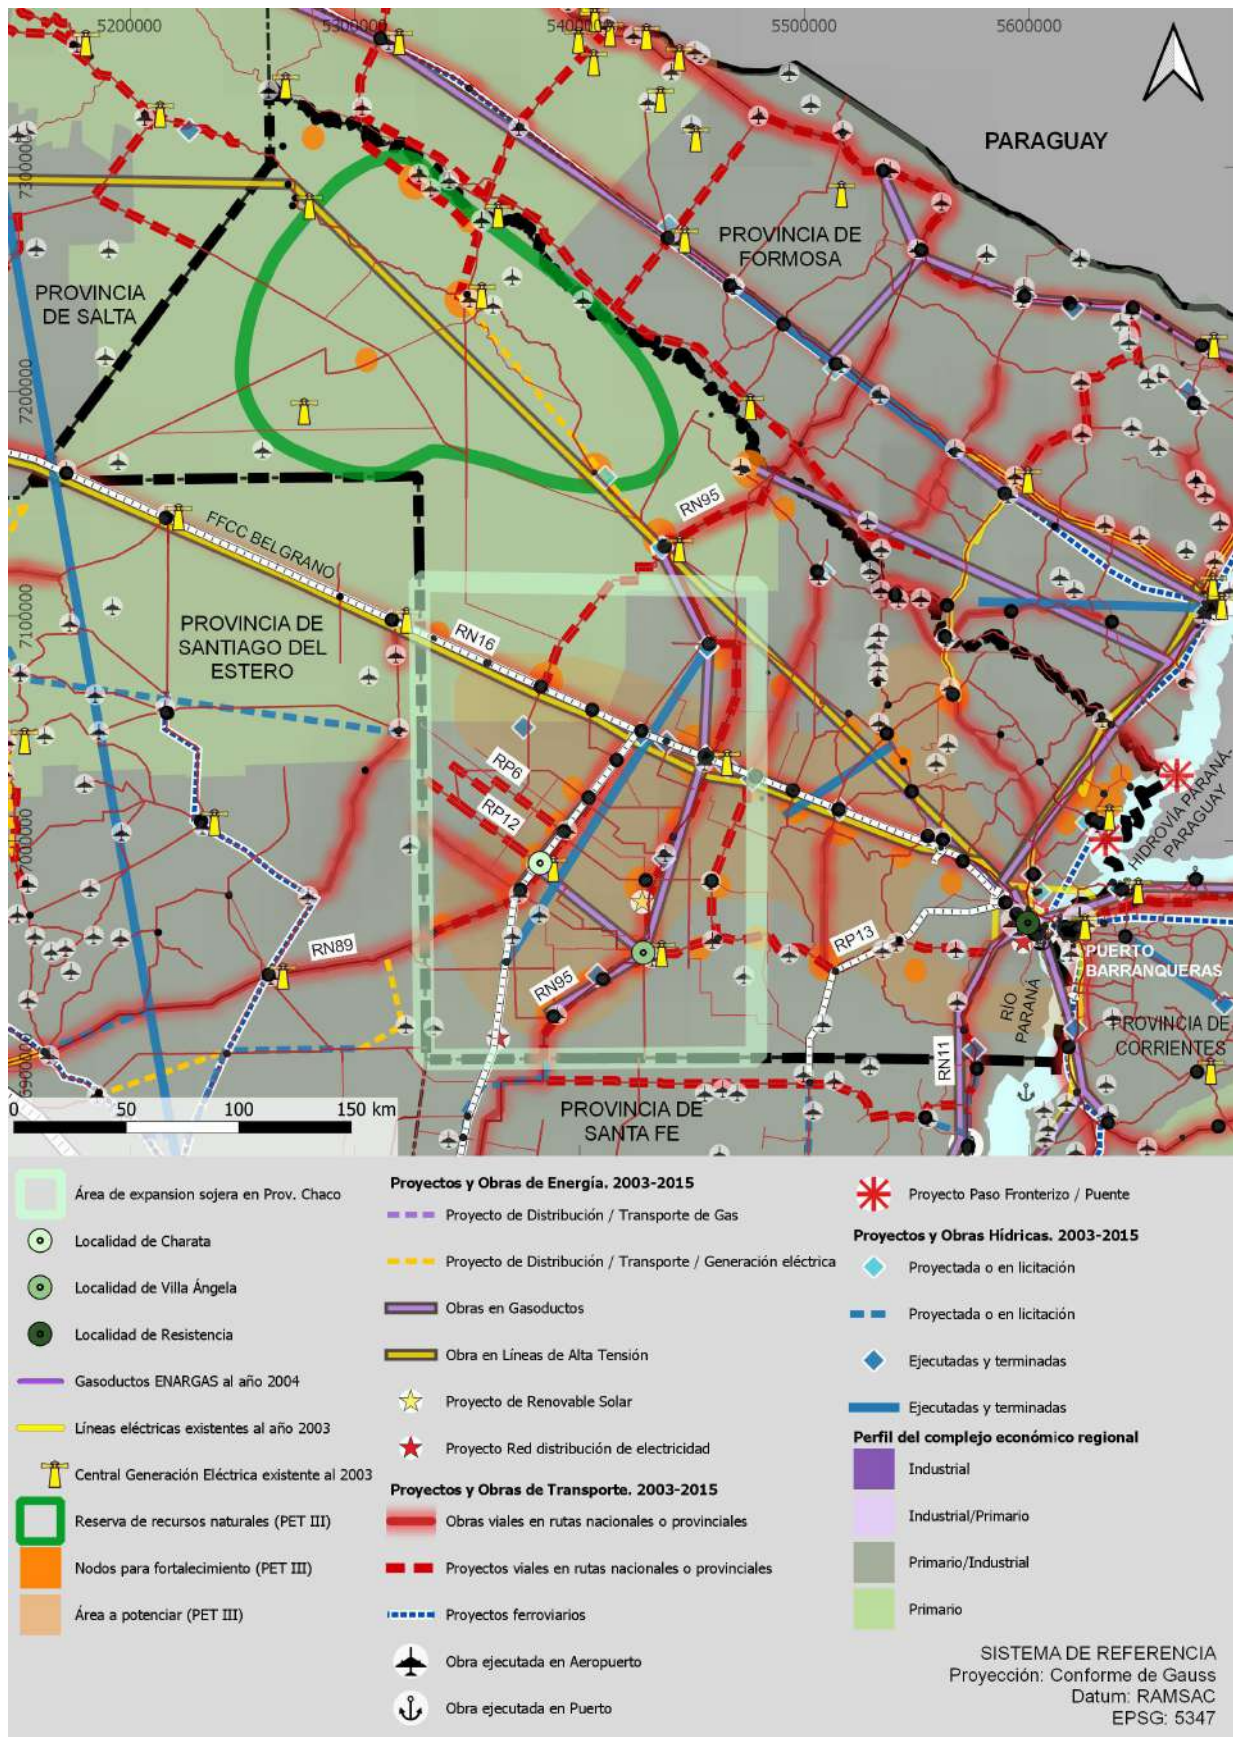 5200000
5300000
5400000
5500000
5600000
7300000
7200000
7100000
7000000
6900000
PARAGUAY
PROVINCIA DE
FORMOSA
PROVINCIA
DE SALTA
RN95
FFCC BELGRANO
PROVINCIA DE
SANTIAGO DEL
ESTERO
RN16
RP6
RP12
HIDROVÍA PARANÁ-
PARAGUAY
RN89
RP13
RN95
PUERTO
BARRANQUERAS
RÍO
PARANÁ
RN11
PROVINCIA DE
CORRIENTES
PROVINCIA DE
SANTA FE
0 50 100 150 km
Área de expansion sojera en Prov. Chaco
Localidad de Charata
Localidad de Villa Ángela
Localidad de Resistencia
Gasoductos ENARGAS al año 2004
Líneas eléctricas existentes al año 2003
Central Generación Eléctrica existente al 2003
Reserva de recursos naturales (PET III)
Nodos para fortalecimiento (PET III)
Área a potenciar (PET III)
Proyectos y Obras de Energía. 2003-2015
Proyecto de Distribución / Transporte de Gas
Proyecto de Distribución / Transporte / Generación eléctrica
Obras en Gasoductos
Obra en Líneas de Alta Tensión
Proyecto de Renovable Solar
Proyecto Red distribución de electricidad
Proyectos y Obras de Transporte. 2003-2015
Obras viales en rutas nacionales o provinciales
Proyectos viales en rutas nacionales o provinciales
Proyectos ferroviarios
Obra ejecutada en Aeropuerto
Obra ejecutada en Puerto
Proyecto Paso Fronterizo / Puente
Proyectos y Obras Hídricas. 2003-2015
Proyectada o en licitación
Proyectada o en licitación
Ejecutadas y terminadas
Ejecutadas y terminadas
Perfil del complejo económico regional
Industrial
Industrial/Primario
Primario/Industrial
Primario
SISTEMA DE REFERENCIA
Proyección: Conforme de Gauss
Datum: RAMSAC
EPSG: 5347